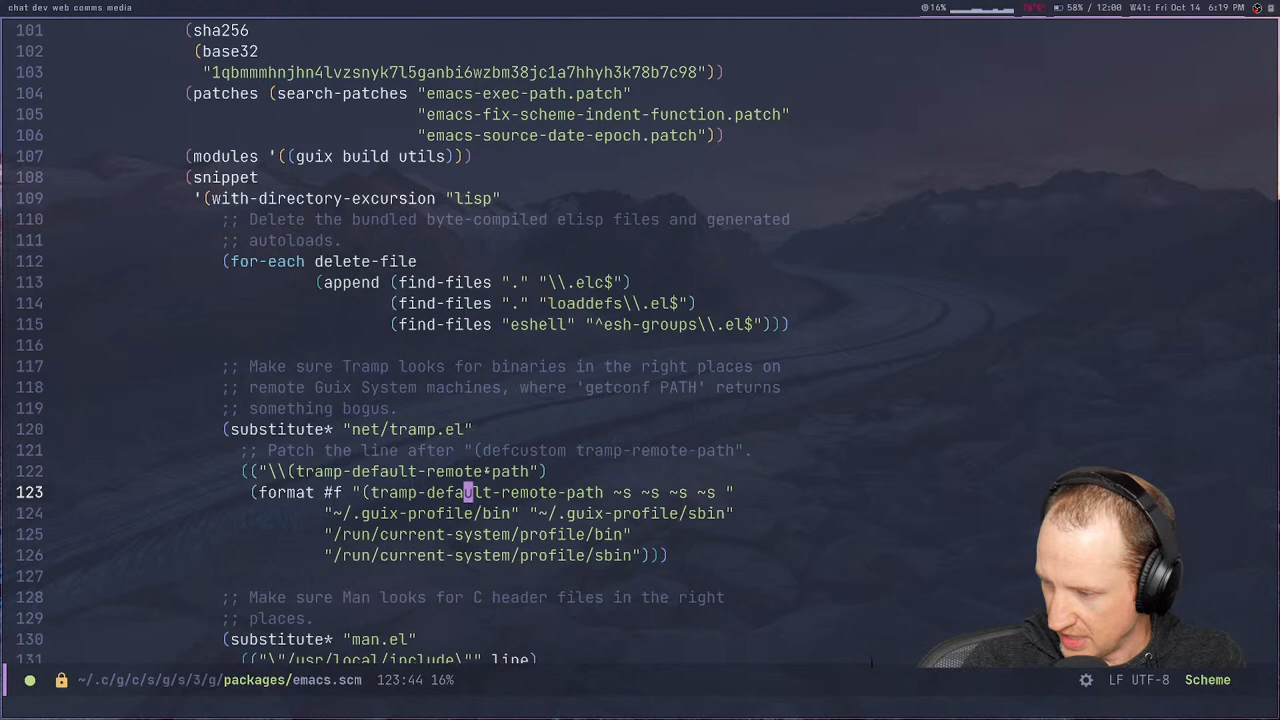 chat dev web comms media
16% 58% / 12:00 W41: Fri Oct 14 6:19 PM
101 (sha256
102 (base32
103 "1qbmmmhnjhn4lvzsnyk7l5ganbi6wzbm38jc1a7hhyh3k78b7c98"))
104 (patches (search-patches "emacs-exec-path.patch"
105 "emacs-fix-scheme-indent-function.patch"
106 "emacs-source-date-epoch.patch"))
107 (modules '((guix build utils)))
108 (snippet
109 '(with-directory-excursion "lisp"
110 ;; Delete the bundled byte-compiled elisp files and generated
111 ;; autoloads.
112 (for-each delete-file
113 (append (find-files "." "\\.elc$")
114 (find-files "." "loaddefs\\.el$")
115 (find-files "eshell" "^esh-groups\\.el$")))
116
117 ;; Make sure Tramp looks for binaries in the right places on
118 ;; remote Guix System machines, where 'getconf PATH' returns
119 ;; something bogus.
120 (substitute* "net/tramp.el"
121 ;; Patch the line after "(defcustom tramp-remote-path".
122 (("\\(tramp-default-remote-path")
123 (format #f "(tramp-default-remote-path ~s ~s ~s ~s "
124 "~/.guix-profile/bin" "~/.guix-profile/sbin"
125 "/run/current-system/profile/bin"
126 "/run/current-system/profile/sbin")))
127
128 ;; Make sure Man looks for C header files in the right
129 ;; places.
130 (substitute* "man.el"
131 (("\"/usr/local/include\"" line)
~/.c/g/c/s/g/s/3/g/packages/emacs.scm 123:44 16% LF UTF-8 Scheme